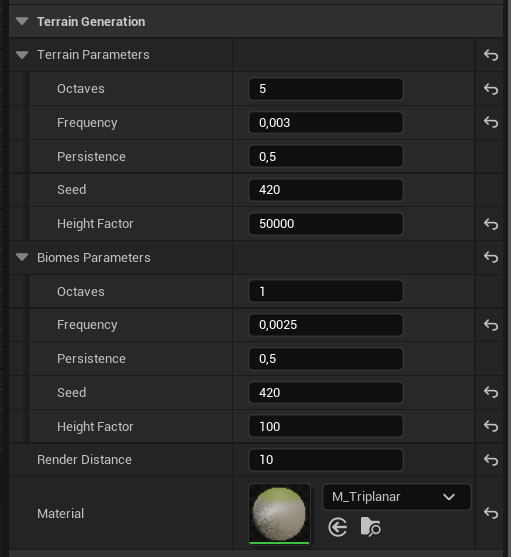 Terrain Generation
Terrain Parameters
Octaves 5
Frequency 0,003
Persistence 0,5
Seed 420
Height Factor 50000
Biomes Parameters
Octaves 1
Frequency 0,0025
Persistence 0,5
Seed 420
Height Factor 100
Render Distance 10
Material M_Triplanar